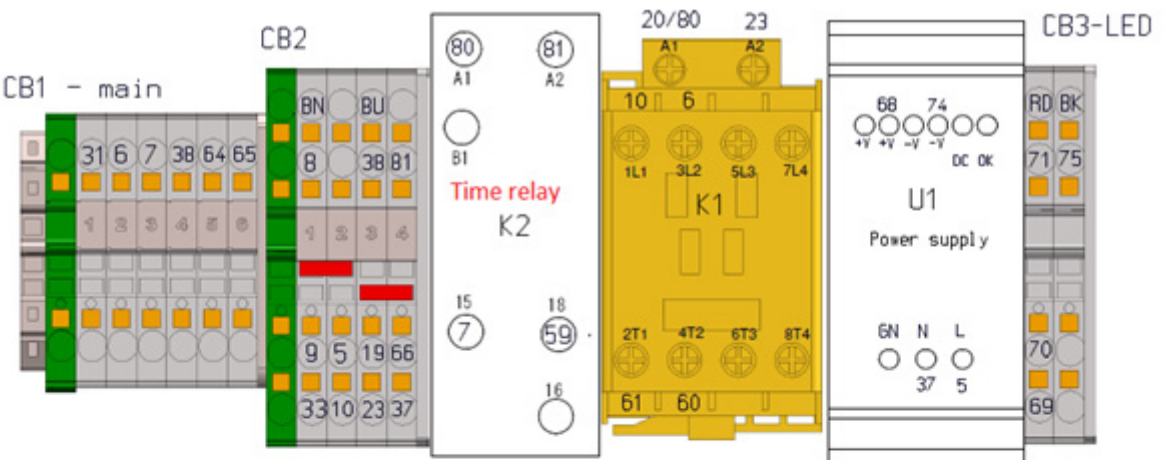 CB1 - main
31 6 7 38 64 65
1 2 3 4 5 6
CB2
BN BU
8 38 81
1 2 3 4
9 5 19 66
33 10 23 37
80 81
A1 A2
B1
Time relay
K2
15 18
7 59
16
20/80 23
A1 A2
10 6
1L1 3L2 5L3 7L4
K1
2T1 4T2 6T3 8T4
61 60
68 74
+V +V -V -V
DC OK
U1
Power supply
GN N L
37 5
CB3-LED
RD BK
71 75
70
69